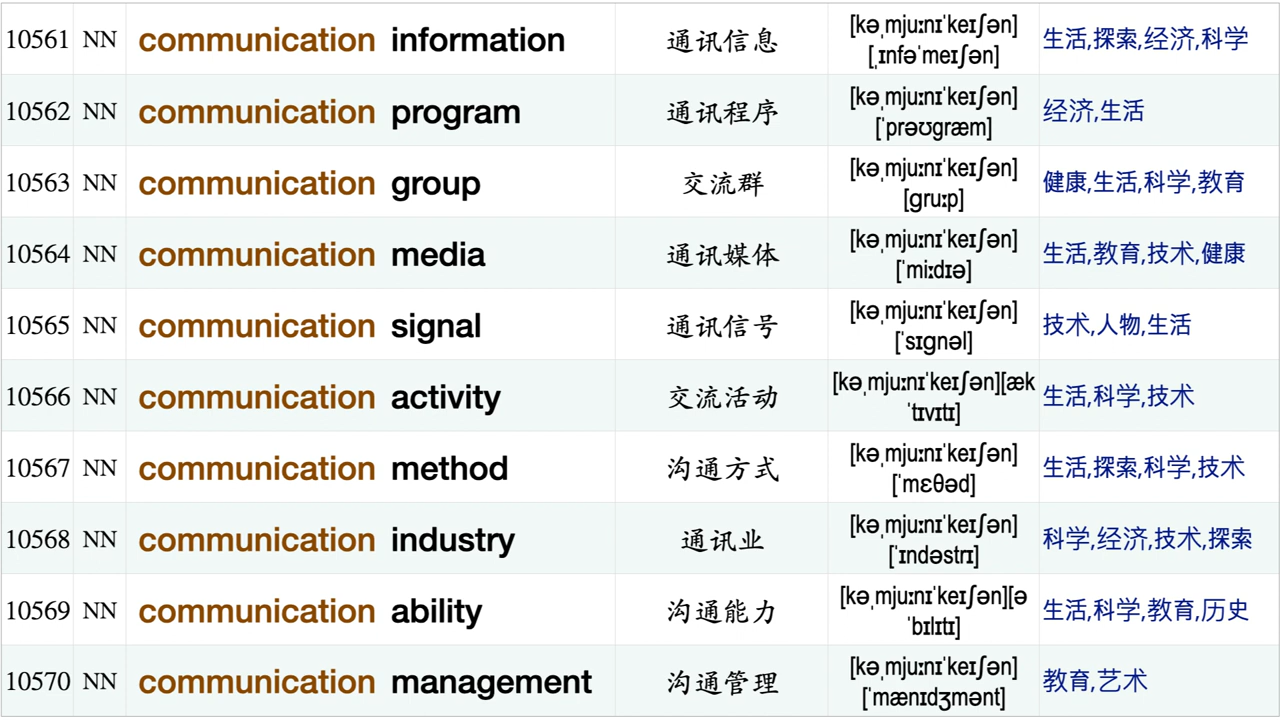 10561 NN communication information 通讯信息 [kəˌmjuːnɪˈkeɪʃən] [ˌɪnfəˈmeɪʃən] 生活,探索,经济,科学
10562 NN communication program 通讯程序 [kəˌmjuːnɪˈkeɪʃən] [ˈprəʊɡræm] 经济,生活
10563 NN communication group 交流群 [kəˌmjuːnɪˈkeɪʃən] [ɡruːp] 健康,生活,科学,教育
10564 NN communication media 通讯媒体 [kəˌmjuːnɪˈkeɪʃən] [ˈmiːdɪə] 生活,教育,技术,健康
10565 NN communication signal 通讯信号 [kəˌmjuːnɪˈkeɪʃən] [ˈsɪɡnəl] 技术,人物,生活
10566 NN communication activity 交流活动 [kəˌmjuːnɪˈkeɪʃən][æk ˈtɪvɪtɪ] 生活,科学,技术
10567 NN communication method 沟通方式 [kəˌmjuːnɪˈkeɪʃən] [ˈmɛθəd] 生活,探索,科学,技术
10568 NN communication industry 通讯业 [kəˌmjuːnɪˈkeɪʃən] [ˈɪndəstrɪ] 科学,经济,技术,探索
10569 NN communication ability 沟通能力 [kəˌmjuːnɪˈkeɪʃən][ə ˈbɪlɪtɪ] 生活,科学,教育,历史
10570 NN communication management 沟通管理 [kəˌmjuːnɪˈkeɪʃən] [ˈmænɪdʒmənt] 教育,艺术